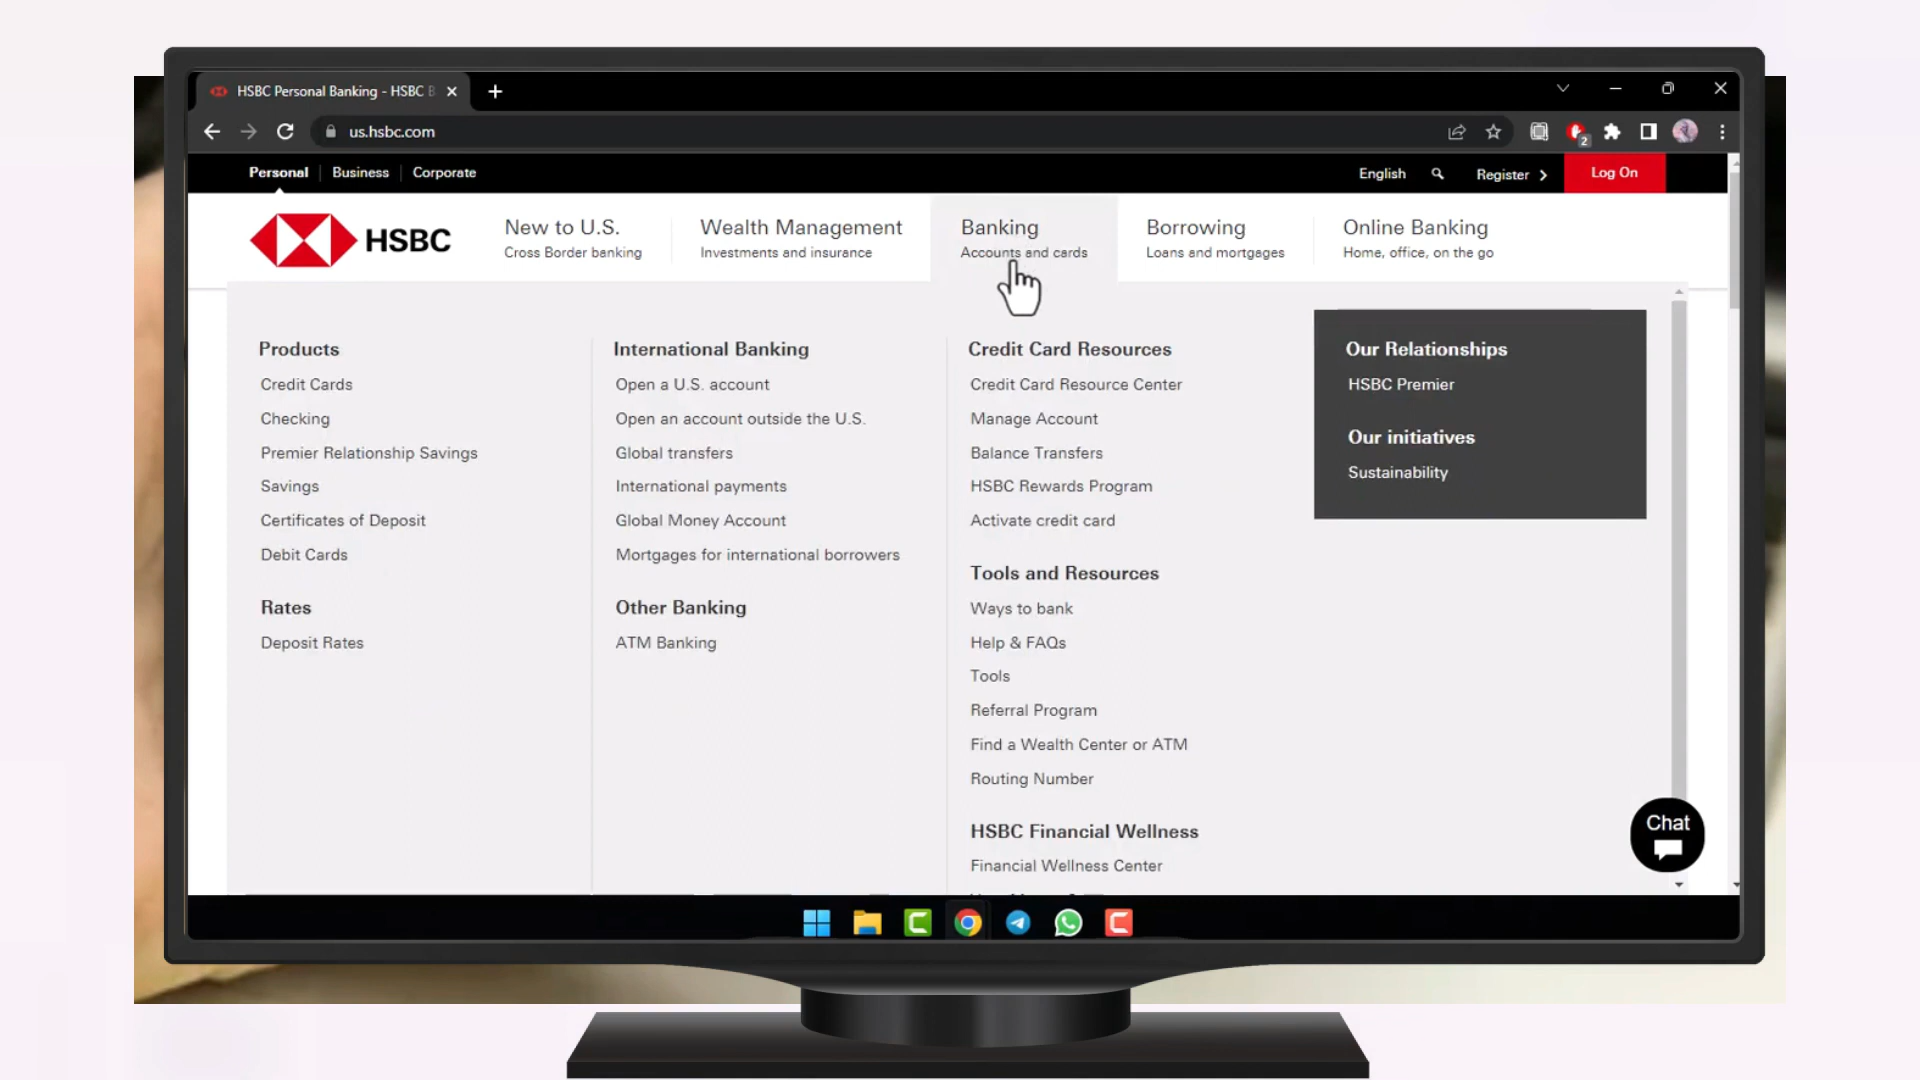 HSBC Personal Banking - HSBC B
us.hsbc.com
2
Personal
Business
Corporate
English
Register
Log On
HSBC
New to U.S.
Cross Border banking
Wealth Management
Investments and insurance
Banking
Accounts and cards
Borrowing
Loans and mortgages
Online Banking
Home, office, on the go
Products
Credit Cards
Checking
Premier Relationship Savings
Savings
Certificates of Deposit
Debit Cards
Rates
Deposit Rates
International Banking
Open a U.S. account
Open an account outside the U.S.
Global transfers
International payments
Global Money Account
Mortgages for international borrowers
Other Banking
ATM Banking
Credit Card Resources
Credit Card Resource Center
Manage Account
Balance Transfers
HSBC Rewards Program
Activate credit card
Tools and Resources
Ways to bank
Help & FAQs
Tools
Referral Program
Find a Wealth Center or ATM
Routing Number
HSBC Financial Wellness
Financial Wellness Center
Our Relationships
HSBC Premier
Our initiatives
Sustainability
Chat